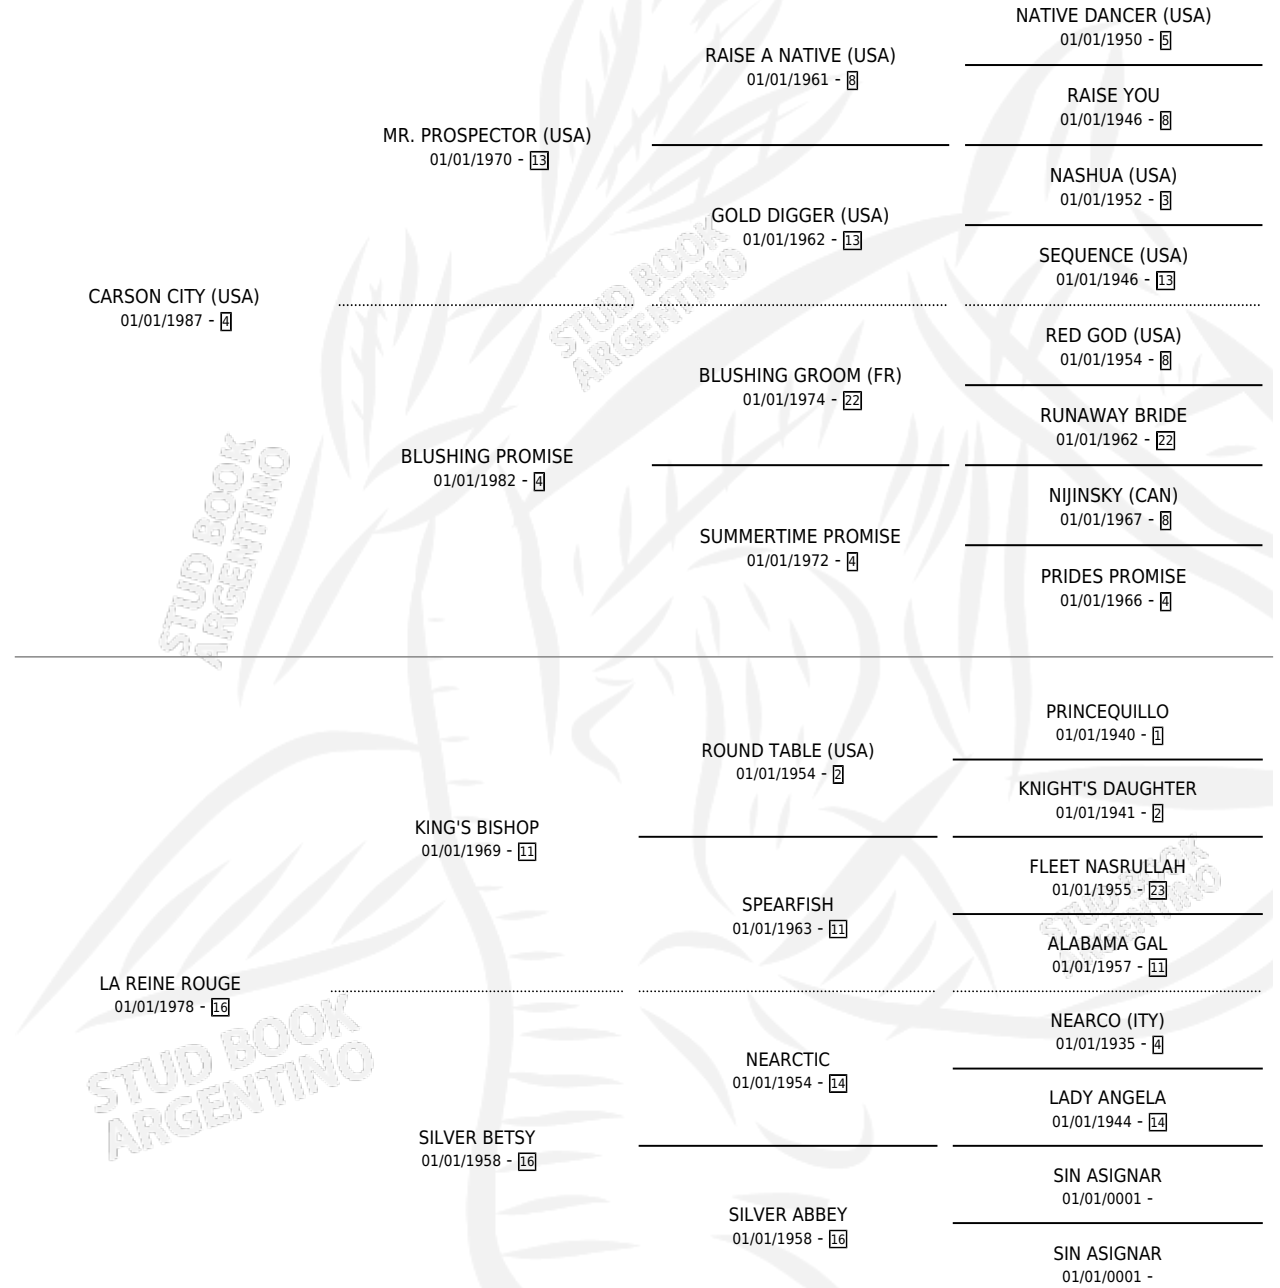 NATIVE DANCER (USA)
01/01/1950 - 5
RAISE A NATIVE (USA)
01/01/1961 - 8
RAISE YOU
01/01/1946 - 8
MR. PROSPECTOR (USA)
01/01/1970 - 13
NASHUA (USA)
01/01/1952 - 3
GOLD DIGGER (USA)
01/01/1962 - 13
SEQUENCE (USA)
01/01/1946 - 13
CARSON CITY (USA)
01/01/1987 - 4
STUD BOOK
ARGENTINO
RED GOD (USA)
01/01/1954 - 8
BLUSHING GROOM (FR)
01/01/1974 - 22
RUNAWAY BRIDE
01/01/1962 - 22
BLUSHING PROMISE
01/01/1982 - 4
NIJINSKY (CAN)
01/01/1967 - 8
SUMMERTIME PROMISE
01/01/1972 - 4
PRIDES PROMISE
01/01/1966 - 4
STUD BOOK
ARGENTINO
PRINCEQUILLO
01/01/1940 - 1
ROUND TABLE (USA)
01/01/1954 - 2
KNIGHT'S DAUGHTER
01/01/1941 - 2
KING'S BISHOP
01/01/1969 - 11
FLEET NASRULLAH
01/01/1955 - 23
SPEARFISH
01/01/1963 - 11
STUD BOOK
ARGENTINO
ALABAMA GAL
01/01/1957 - 11
LA REINE ROUGE
01/01/1978 - 16
NEARCO (ITY)
01/01/1935 - 4
NEARCTIC
01/01/1954 - 14
STUD BOOK
ARGENTINO
LADY ANGELA
01/01/1944 - 14
SILVER BETSY
01/01/1958 - 16
SIN ASIGNAR
01/01/0001 -
SILVER ABBEY
01/01/1958 - 16
SIN ASIGNAR
01/01/0001 -